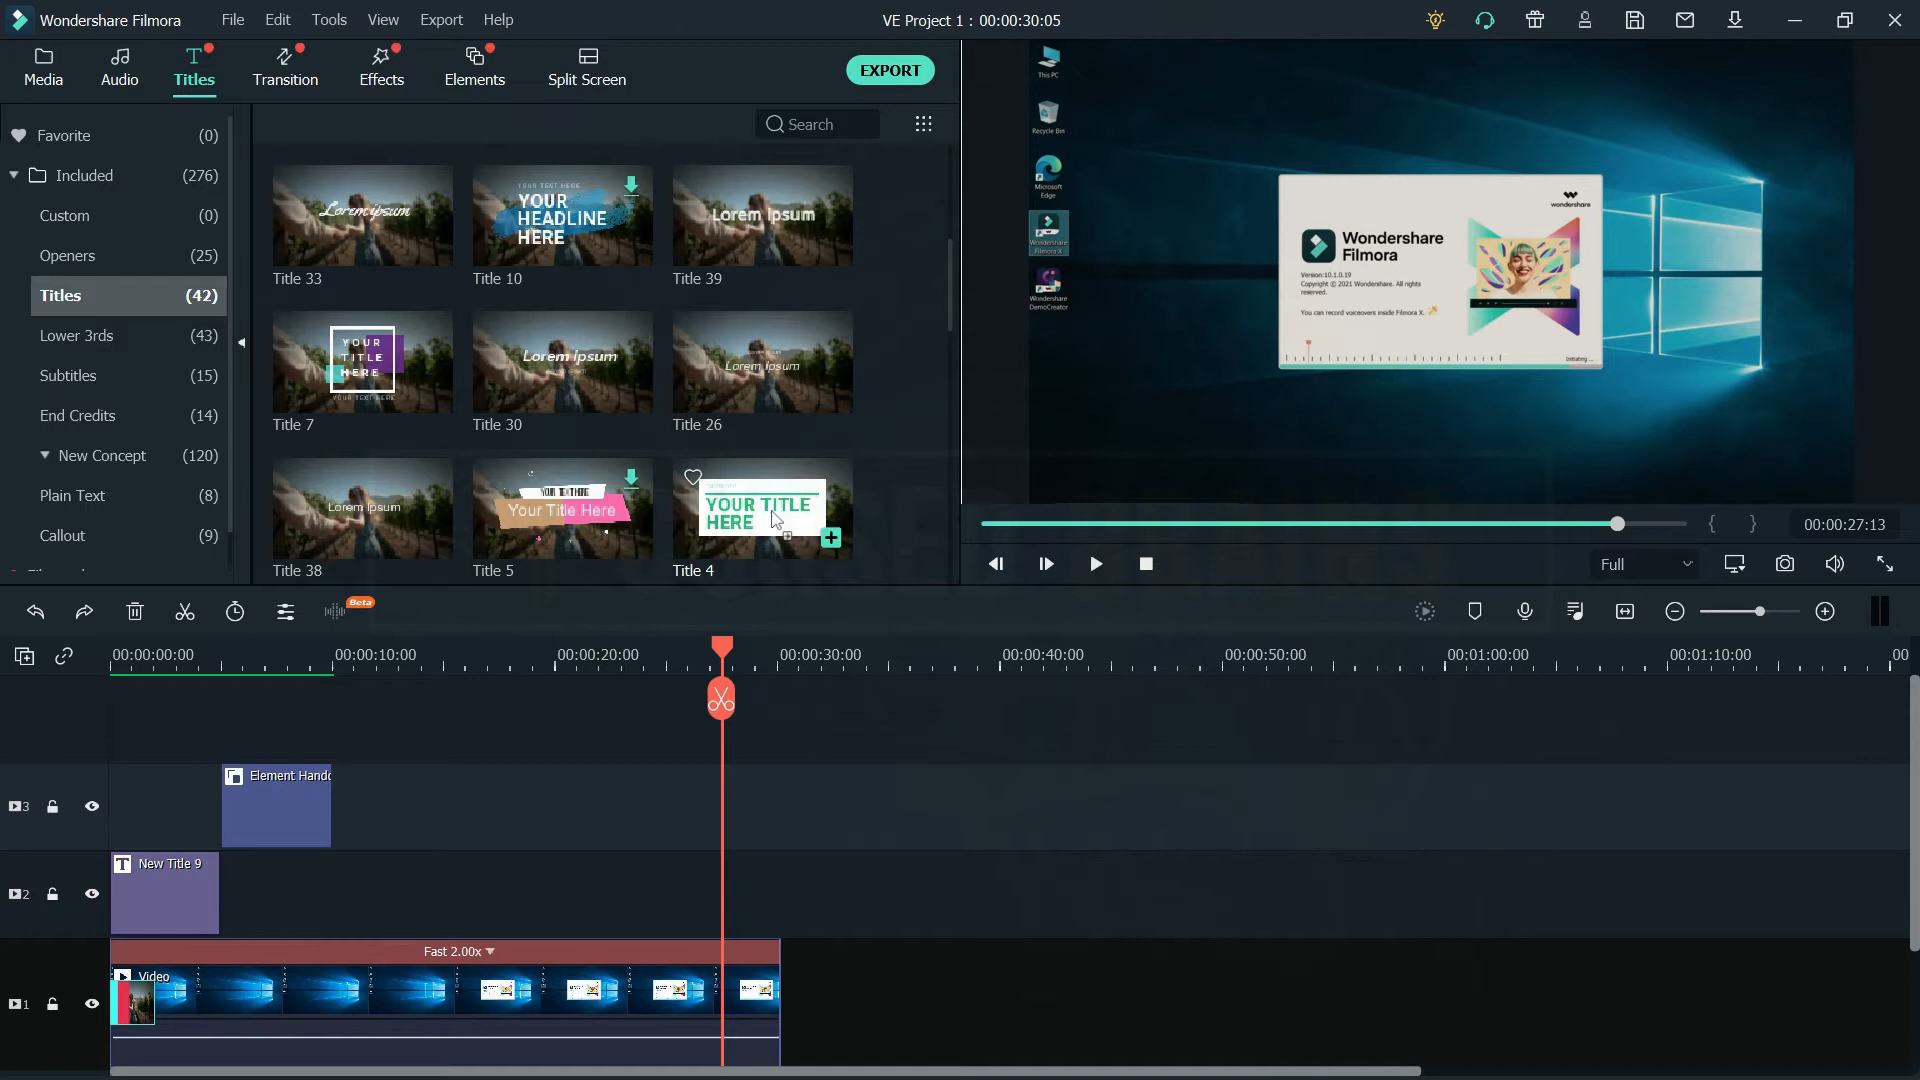 Wondershare Filmora
File Edit Tools View Export Help
VE Project 1 : 00:00:30:05
Media Audio Titles Transition Effects Elements Split Screen
EXPORT
Favorite (0)
Included (276)
Custom (0)
Openers (25)
Titles (42)
Lower 3rds (43)
Subtitles (15)
End Credits (14)
New Concept (120)
Plain Text (8)
Callout (9)
Search
Lorem ipsum
YOUR TEXT HERE
YOUR
HEADLINE
HERE
Lorem Ipsum
Title 33
Title 10
Title 39
YOUR
TITLE
HERE
YOUR TEXT HERE
Lorem Ipsum
Lorem Ipsum
Title 7
Title 30
Title 26
Lorem Ipsum
YOUR TEXT HERE
Your Title Here
YOUR TITLE
HERE
Title 38
Title 5
Title 4
This PC
Recycle Bin
Microsoft
Edge
Wondershare
Filmora X
Wondershare
DemoCreator
wondershare
Wondershare
Filmora
Version:10.1.0.19
Copyright © 2021 Wondershare. All rights
reserved.
You can record voiceovers inside Filmora X.
Initiating ...
00:00:27:13
Full
Beta
00:00:00:00 00:00:10:00 00:00:20:00 00:00:30:00 00:00:40:00 00:00:50:00 00:01:00:00 00:01:10:00 00
3
Element Hand
2
T New Title 9
Fast 2.00x
Video
1